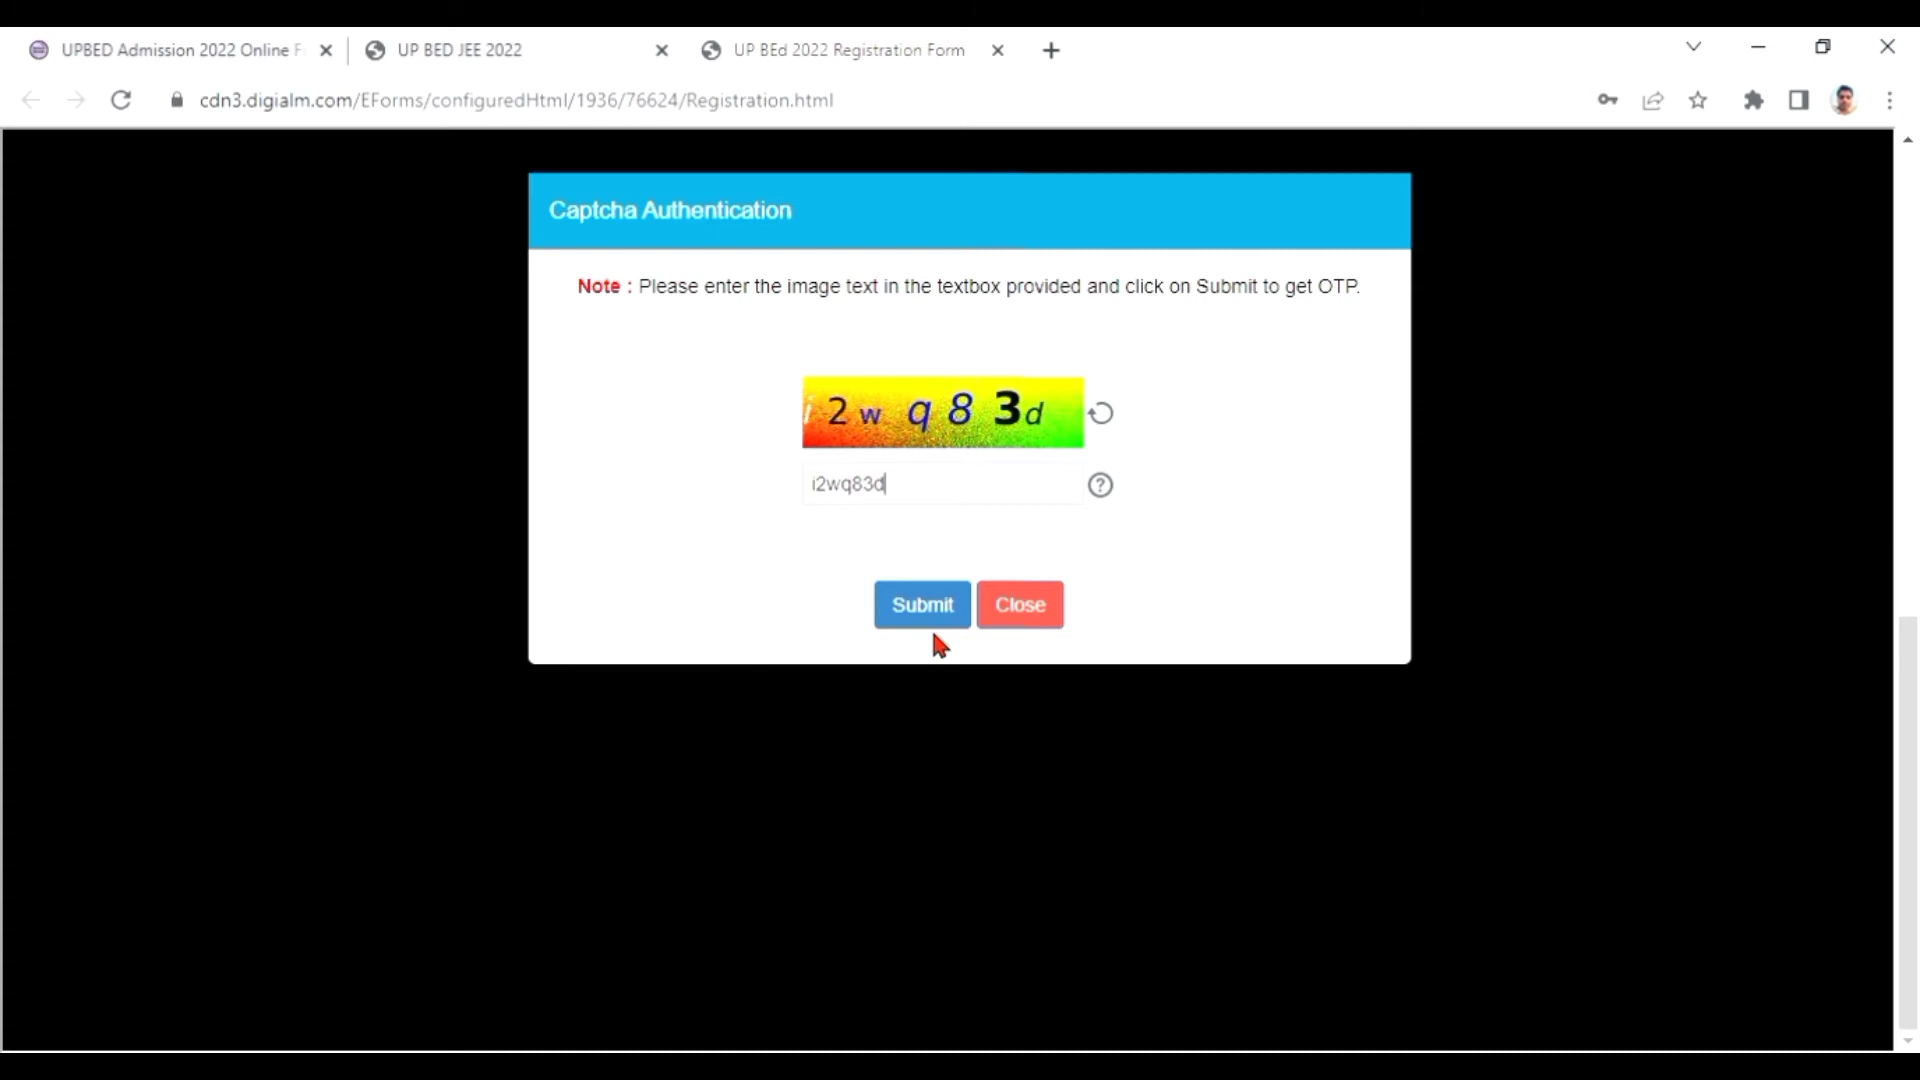 UPBED Admission 2022 Online F
UP BED JEE 2022
UP BEd 2022 Registration Form
cdn3.digialm.com/EForms/configuredHtml/1936/76624/Registration.html
Captcha Authentication
Note : Please enter the image text in the textbox provided and click on Submit to get OTP.
i 2 w q 8 3 d
i2wq83d
Submit Close